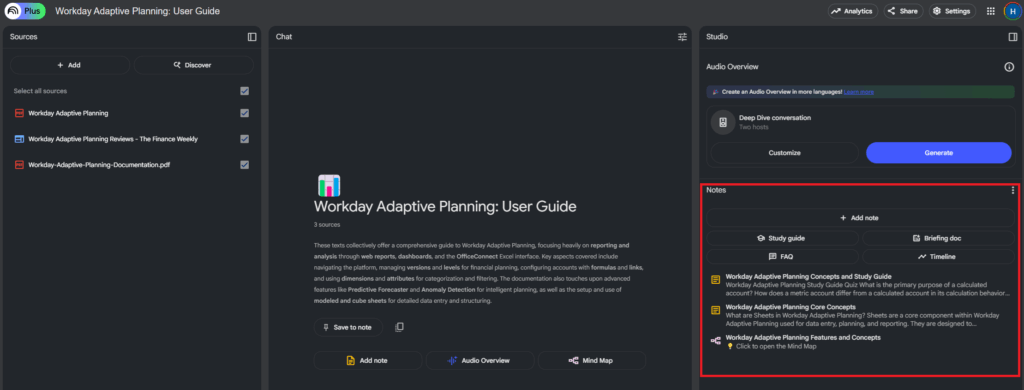 Plus
Workday Adaptive Planning: User Guide
Analytics
Share
Settings
H
Sources
Add
Discover
Select all sources
Workday Adaptive Planning
Workday Adaptive Planning Reviews - The Finance Weekly
Workday-Adaptive-Planning-Documentation.pdf
Chat
Workday Adaptive Planning: User Guide
3 sources
These texts collectively offer a comprehensive guide to Workday Adaptive Planning, focusing heavily on reporting and
analysis through web reports, dashboards, and the OfficeConnect Excel interface. Key aspects covered include
navigating the platform, managing versions and levels for financial planning, configuring accounts with formulas and links,
and using dimensions and attributes for categorization and filtering. The documentation also touches upon advanced
features like Predictive Forecaster and Anomaly Detection for intelligent planning, as well as the setup and use of
modeled and cube sheets for detailed data entry and structuring.
Save to note
Add note
Audio Overview
Mind Map
Studio
Audio Overview
Create an Audio Overview in more languages! Learn more
Deep Dive conversation
Two hosts
Customize
Generate
Notes
Add note
Study guide
Briefing doc
FAQ
Timeline
Workday Adaptive Planning Concepts and Study Guide
Workday Adaptive Planning Study Guide Quiz What is the primary purpose of a calculated
account? How does a metric account differ from a calculated account in its calculation behavior...
Workday Adaptive Planning Core Concepts
What are Sheets in Workday Adaptive Planning? Sheets are a core component within Workday
Adaptive Planning used for data entry, planning, and reporting. They are designed to...
Workday Adaptive Planning Features and Concepts
Click to open the Mind Map